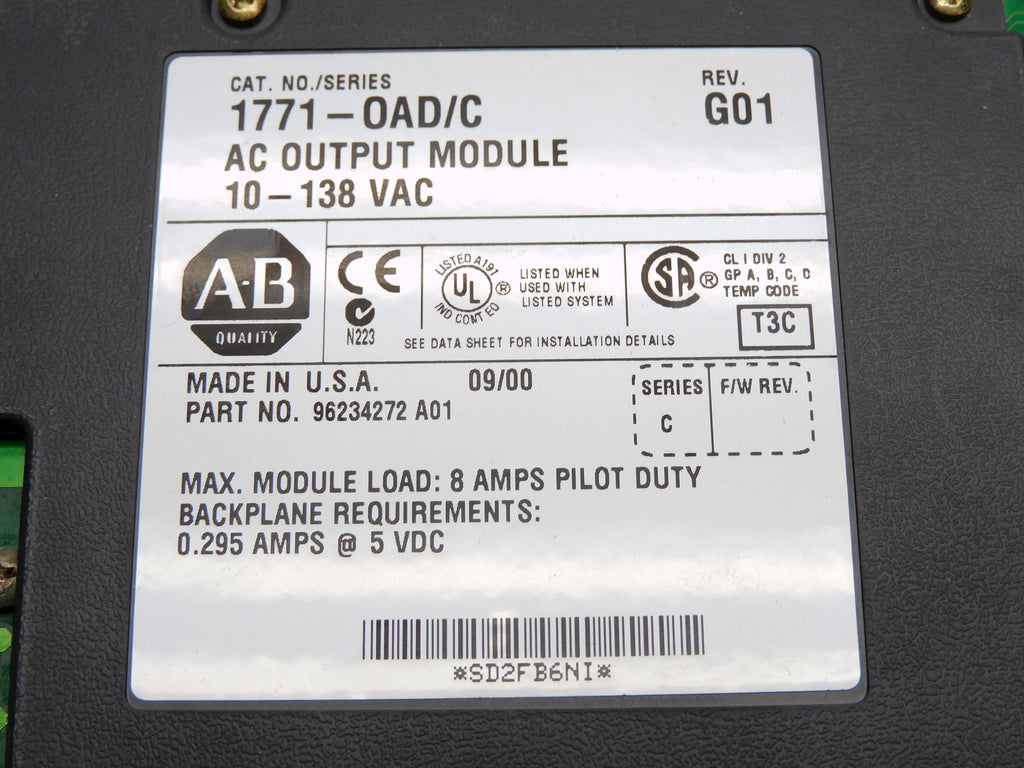 CAT. NO./SERIES
REV.
1771-OAD/C
G01
AC OUTPUT MODULE
10-138 VAC
A-B
QUALITY
CE
N223
LISTED A191
UL
IND CONT EQ
®
LISTED WHEN
USED WITH
LISTED SYSTEM
SA ®
CL I DIV 2
GP A, B, C, D
TEMP CODE
T3C
SEE DATA SHEET FOR INSTALLATION DETAILS
MADE IN U.S.A. 09/00
PART NO. 96234272 A01
SERIES
F/W REV.
C
MAX. MODULE LOAD: 8 AMPS PILOT DUTY
BACKPLANE REQUIREMENTS:
0.295 AMPS @ 5 VDC
*SD2FB6NI*